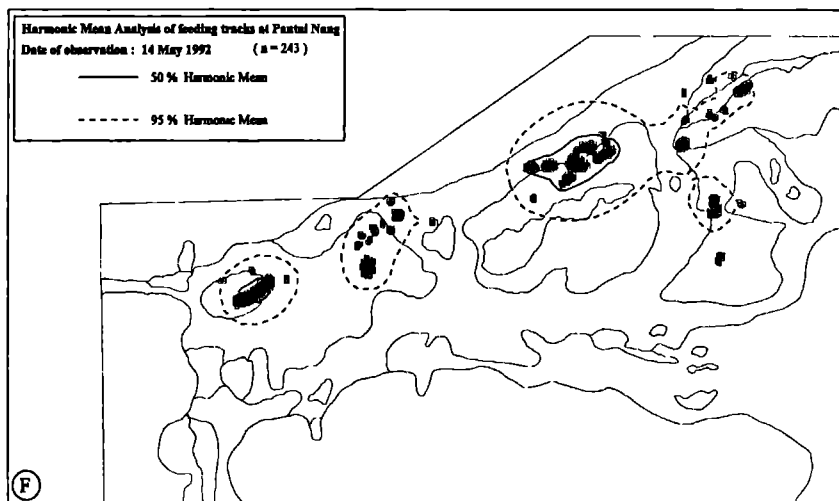 Harmonic Mean Analysis of feeding tracks at Pantai Nang
Date of observation : 14 May 1992 ( n = 243 )
50 % Harmonic Mean
95 % Harmonic Mean
F